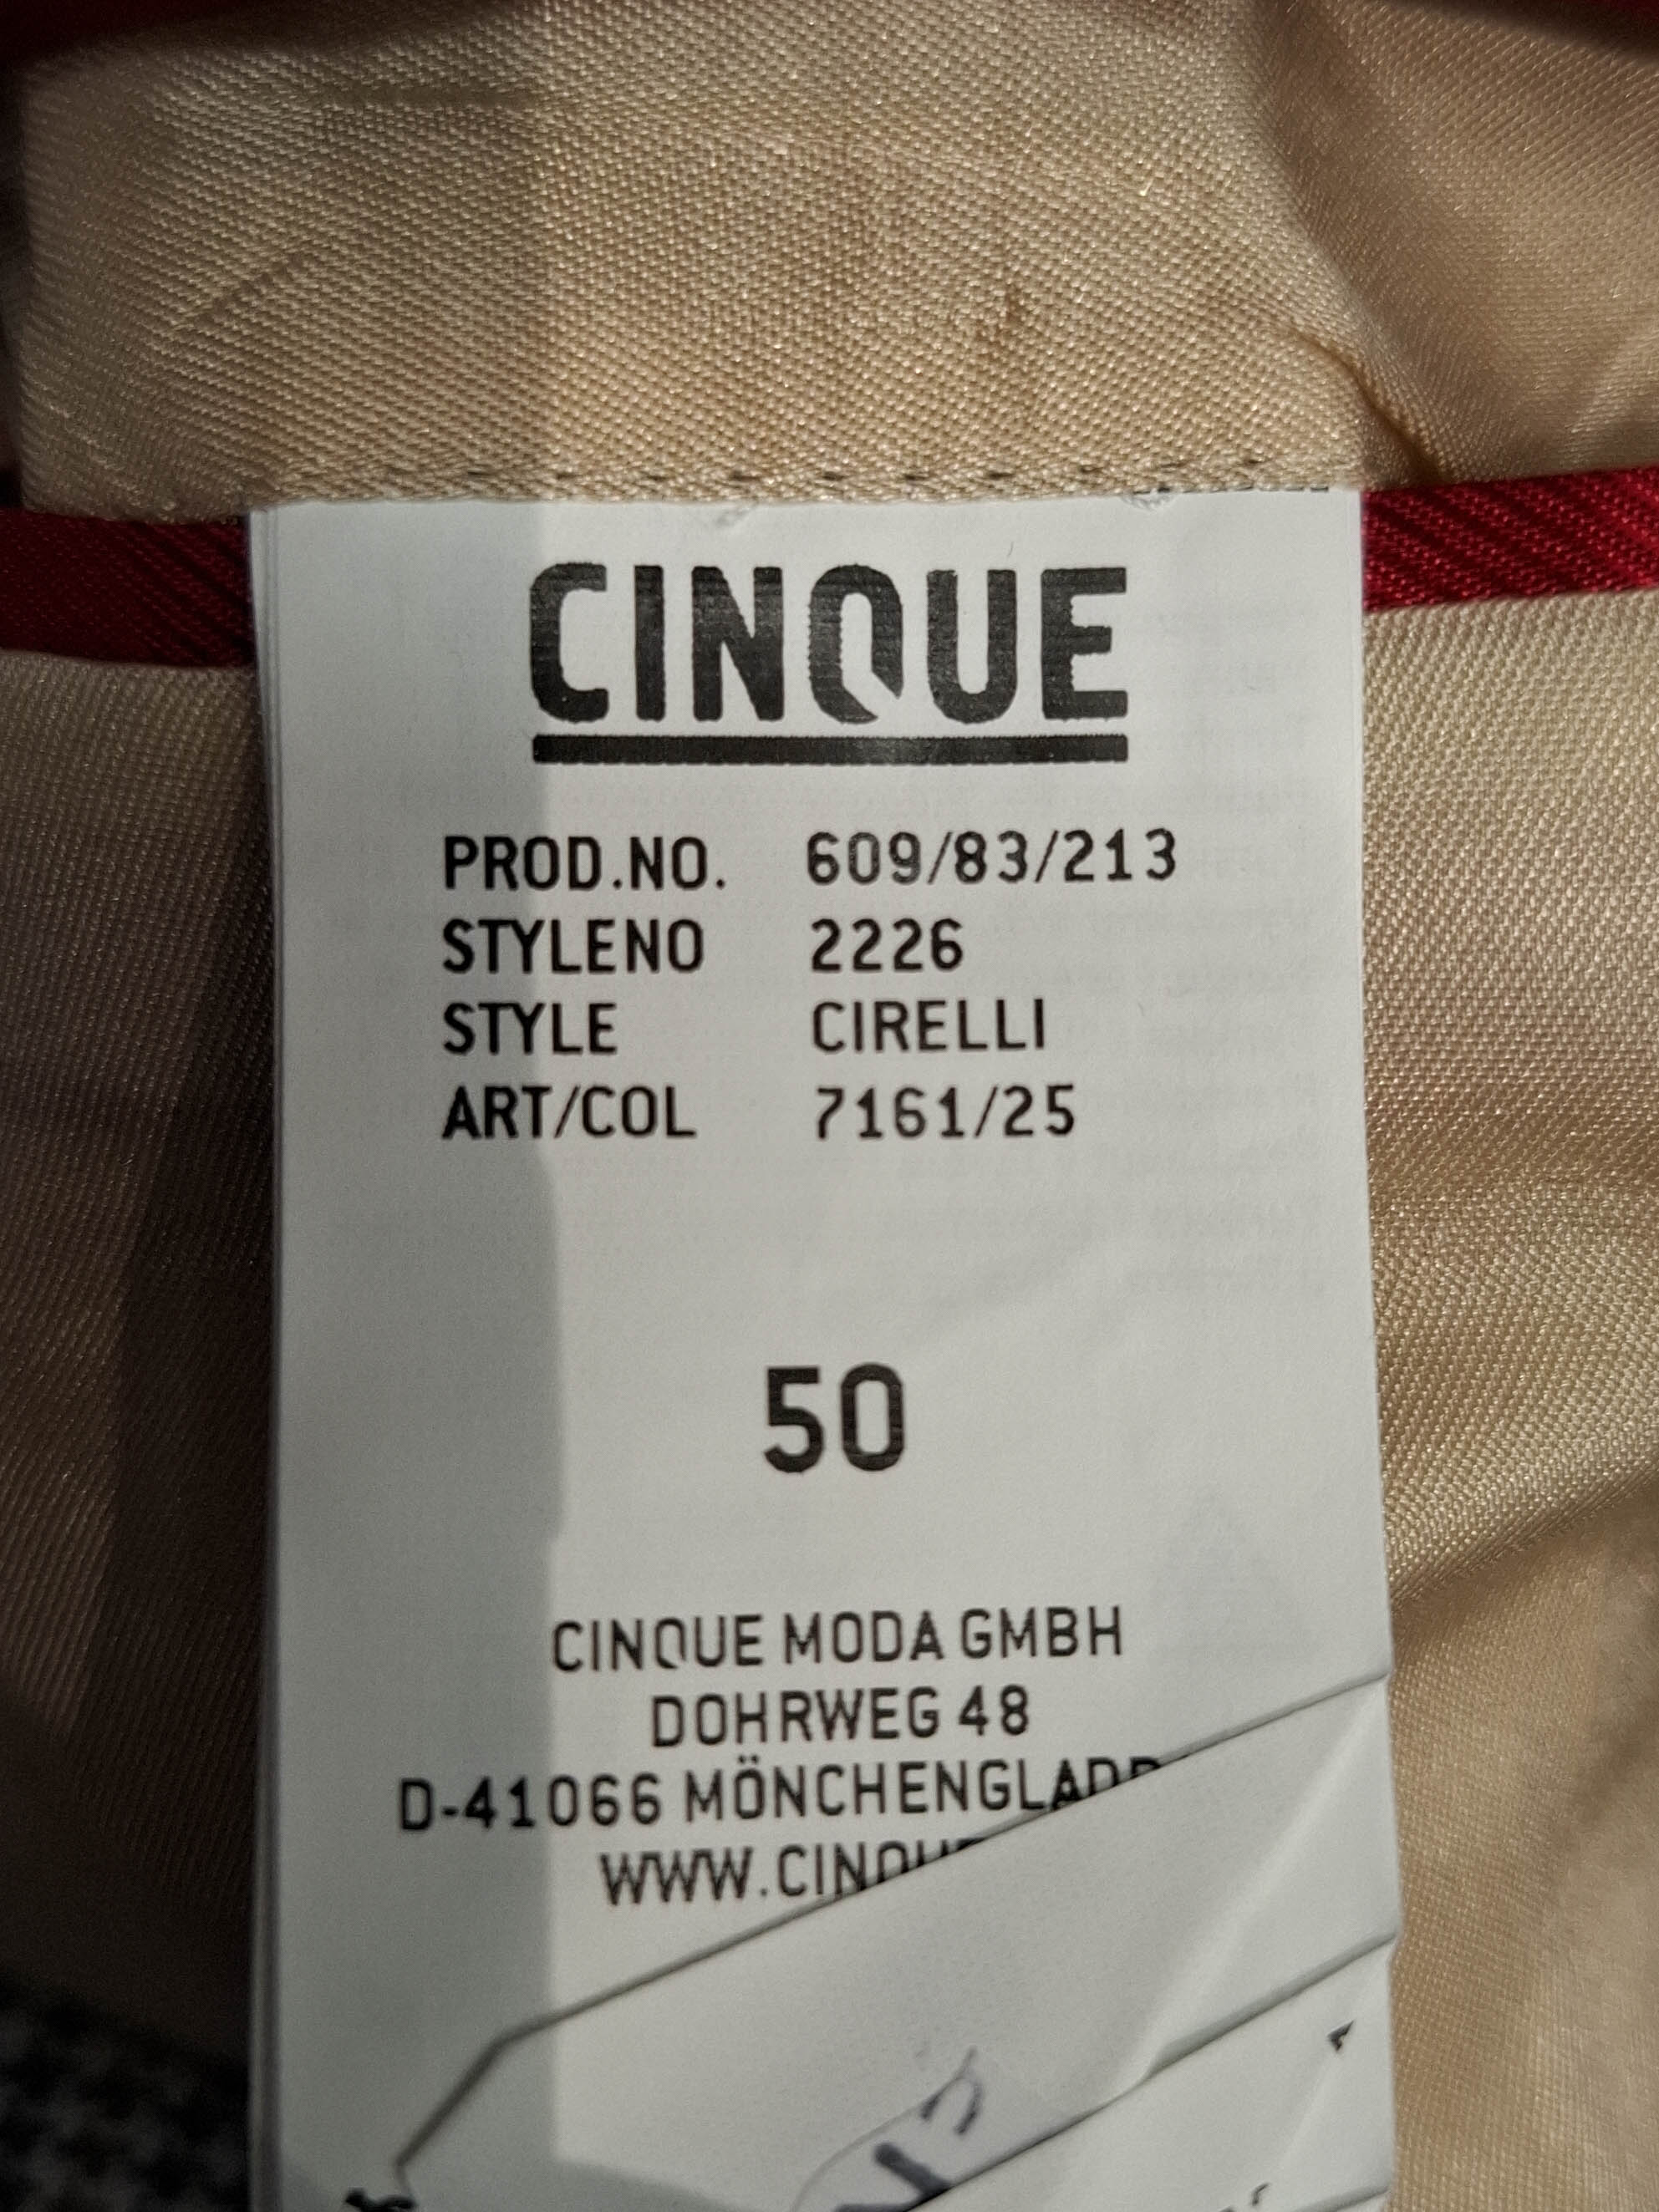 CINQUE
PROD.NO. 609/83/213
STYLENO 2226
STYLE CIRELLI
ART/COL 7161/25
50
CINQUE MODA GMBH
DOHRWEG 48
D-41066